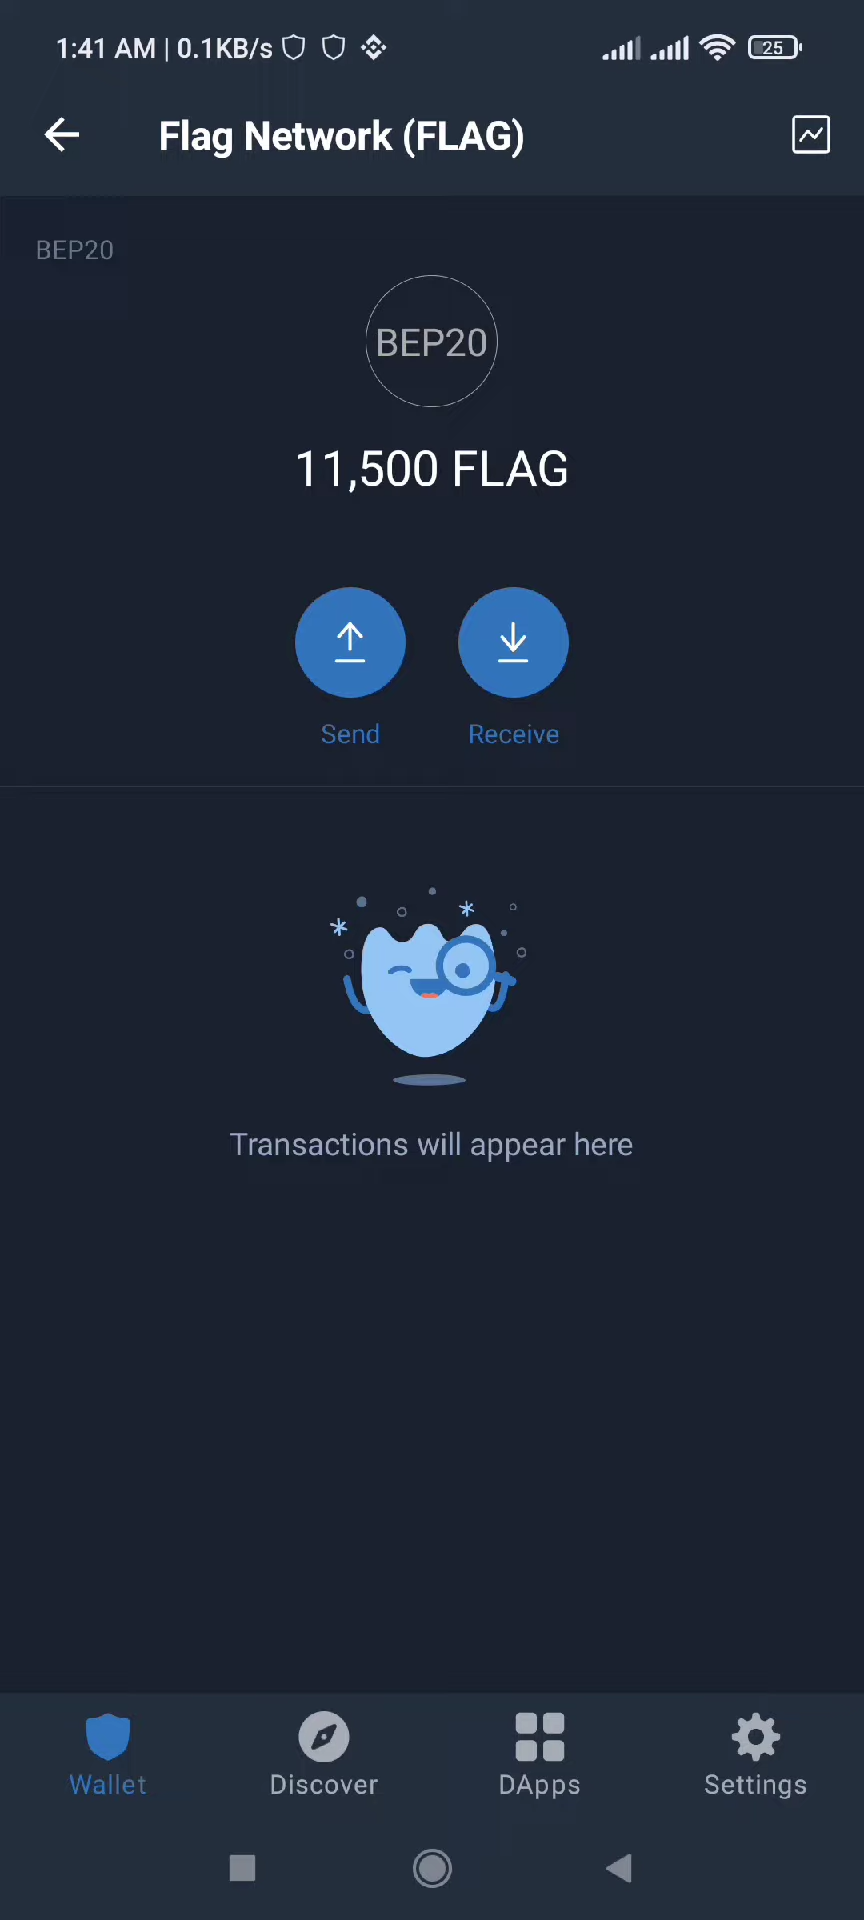 1:41 AM | 0.1KB/s 25
Flag Network (FLAG)
BEP20
BEP20
11,500 FLAG
Send Receive
Transactions will appear here
Wallet Discover DApps Settings